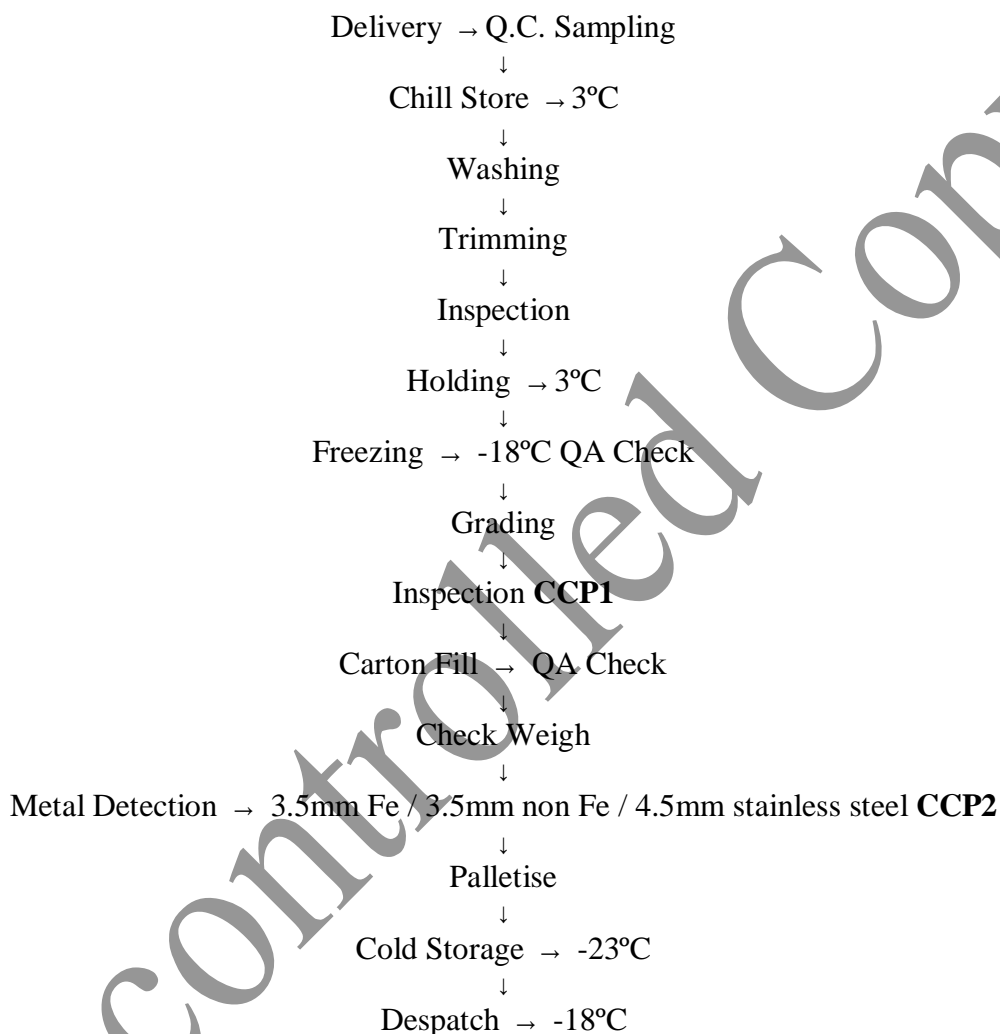 Delivery → Q.C. Sampling
↓
Chill Store → 3ºC
↓
Washing
↓
Trimming
↓
Inspection
↓
Holding → 3ºC
↓
Freezing → -18ºC QA Check
↓
Grading
↓
Inspection CCP1
↓
Carton Fill → QA Check
↓
Check Weigh
↓
Metal Detection → 3.5mm Fe / 3.5mm non Fe / 4.5mm stainless steel CCP2
↓
Palletise
↓
Cold Storage → -23ºC
↓
Despatch → -18ºC
controlled Cop